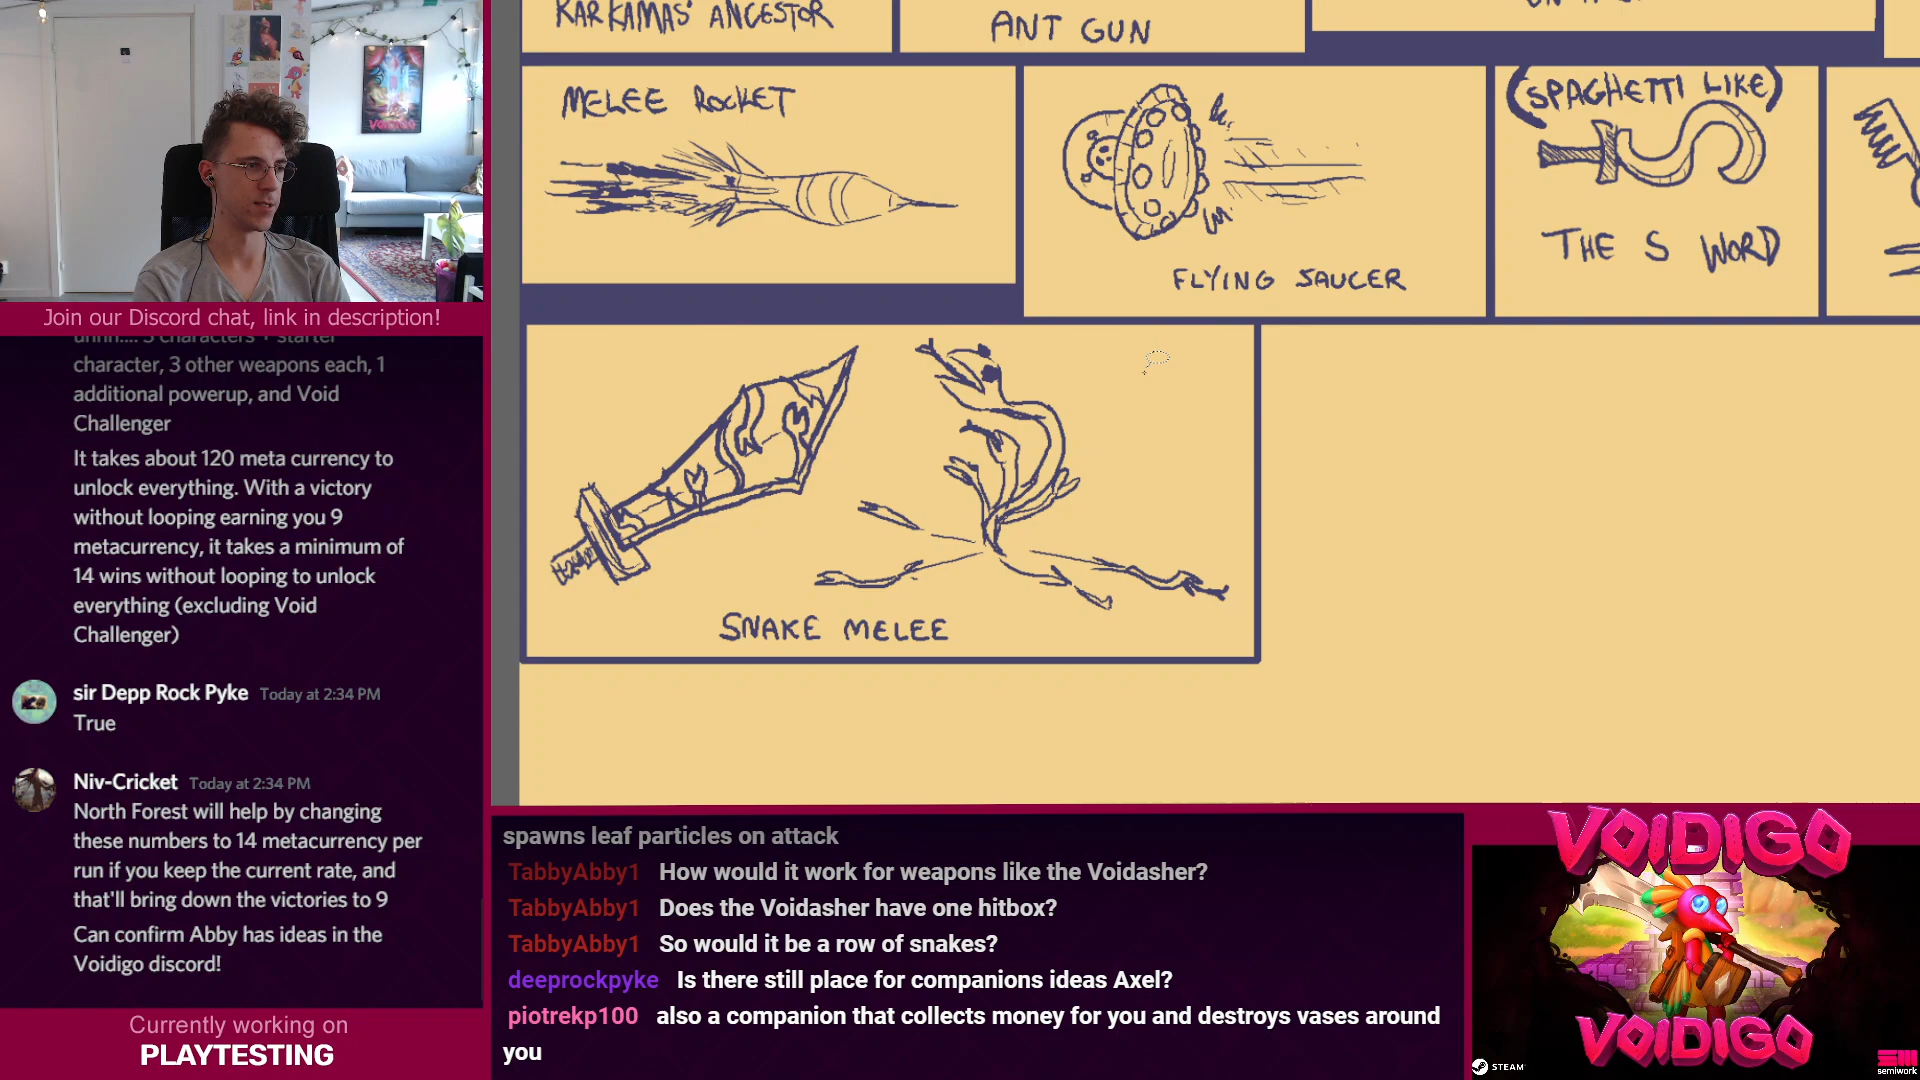 KARKAMAS' ANCESTOR
ANT GUN
MELEE ROCKET
FLYING SAUCER
(SPAGHETTI LIKE)
THE S WORD
SNAKE MELEE
VOIDIGO
Join our Discord chat, link in description!
character, 3 other weapons each, 1
additional powerup, and Void
Challenger
It takes about 120 meta currency to
unlock everything. With a victory
without looping earning you 9
metacurrency, it takes a minimum of
14 wins without looping to unlock
everything (excluding Void
Challenger)
sir Depp Rock Pyke Today at 2:34 PM
True
Niv-Cricket Today at 2:34 PM
North Forest will help by changing
these numbers to 14 metacurrency per
run if you keep the current rate, and
that'll bring down the victories to 9
Can confirm Abby has ideas in the
Voidigo discord!
Currently working on
PLAYTESTING
spawns leaf particles on attack
TabbyAbby1 How would it work for weapons like the Voidasher?
TabbyAbby1 Does the Voidasher have one hitbox?
TabbyAbby1 So would it be a row of snakes?
deeprockpyke Is there still place for companions ideas Axel?
piotrekp100 also a companion that collects money for you and destroys vases around
you
VOIDIGO
VOIDIGO
STEAM
semiwork